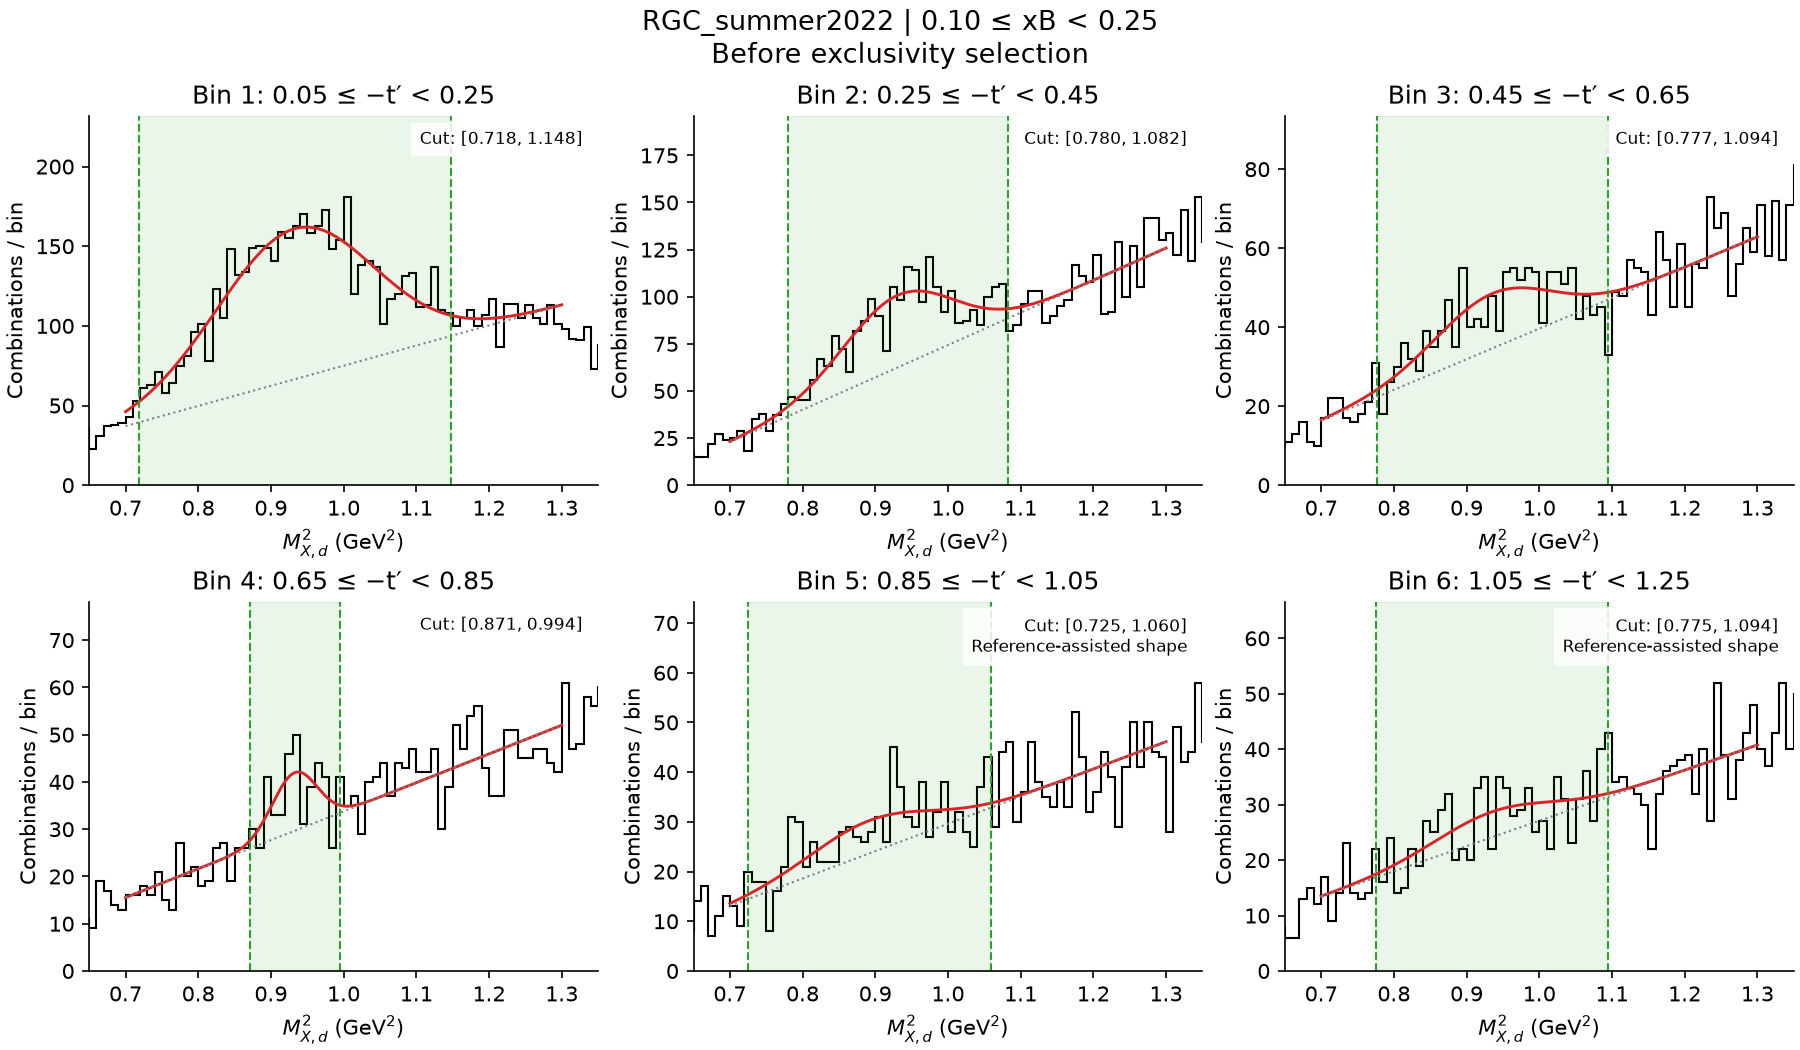 RGC_summer2022 | 0.10 ≤ xB < 0.25
Before exclusivity selection
Bin 1: 0.05 ≤ −t′ < 0.25
Cut: [0.718, 1.148]
Combinations / bin
200
150
100
50
0
0.7 0.8 0.9 1.0 1.1 1.2 1.3
M²X,d (GeV²)
Bin 2: 0.25 ≤ −t′ < 0.45
Cut: [0.780, 1.082]
Combinations / bin
175
150
125
100
75
50
25
0
0.7 0.8 0.9 1.0 1.1 1.2 1.3
M²X,d (GeV²)
Bin 3: 0.45 ≤ −t′ < 0.65
Cut: [0.777, 1.094]
Combinations / bin
80
60
40
20
0
0.7 0.8 0.9 1.0 1.1 1.2 1.3
M²X,d (GeV²)
Bin 4: 0.65 ≤ −t′ < 0.85
Cut: [0.871, 0.994]
Combinations / bin
70
60
50
40
30
20
10
0
0.7 0.8 0.9 1.0 1.1 1.2 1.3
M²X,d (GeV²)
Bin 5: 0.85 ≤ −t′ < 1.05
Cut: [0.725, 1.060]
Reference-assisted shape
Combinations / bin
70
60
50
40
30
20
10
0
0.7 0.8 0.9 1.0 1.1 1.2 1.3
M²X,d (GeV²)
Bin 6: 1.05 ≤ −t′ < 1.25
Cut: [0.775, 1.094]
Reference-assisted shape
Combinations / bin
60
50
40
30
20
10
0
0.7 0.8 0.9 1.0 1.1 1.2 1.3
M²X,d (GeV²)